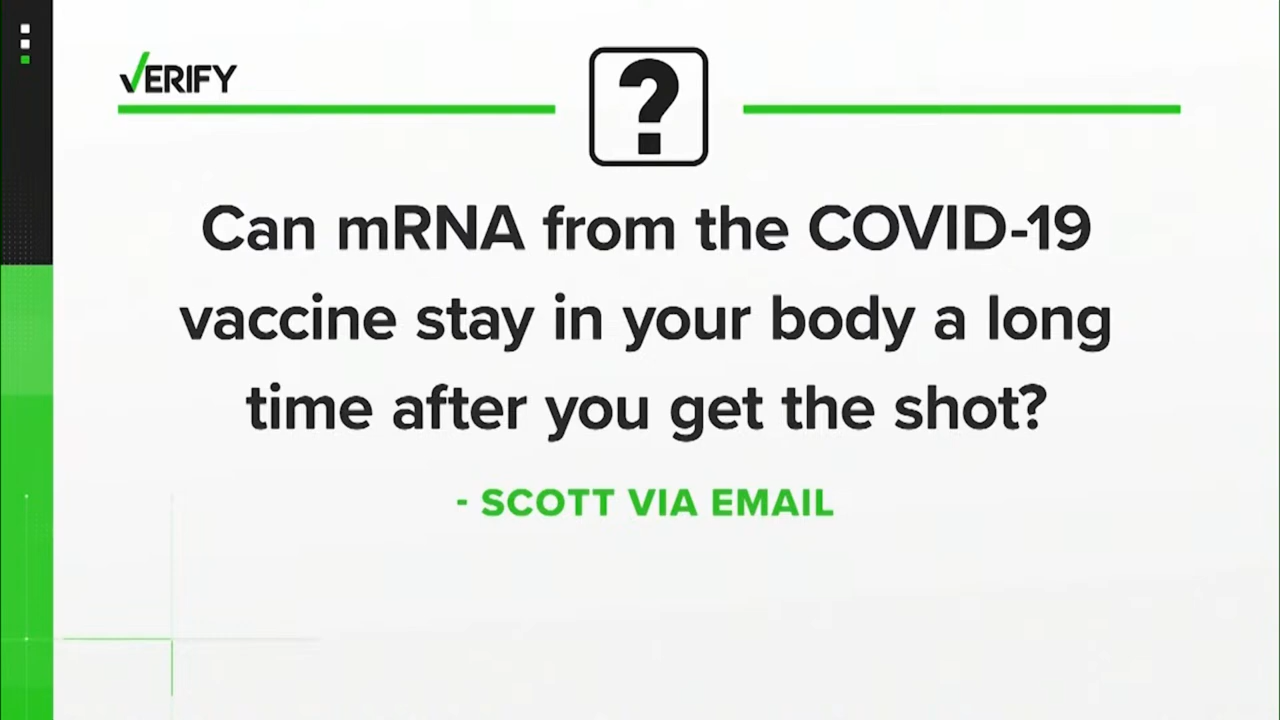 VERIFY
?
Can mRNA from the COVID-19
vaccine stay in your body a long
time after you get the shot?
- SCOTT VIA EMAIL